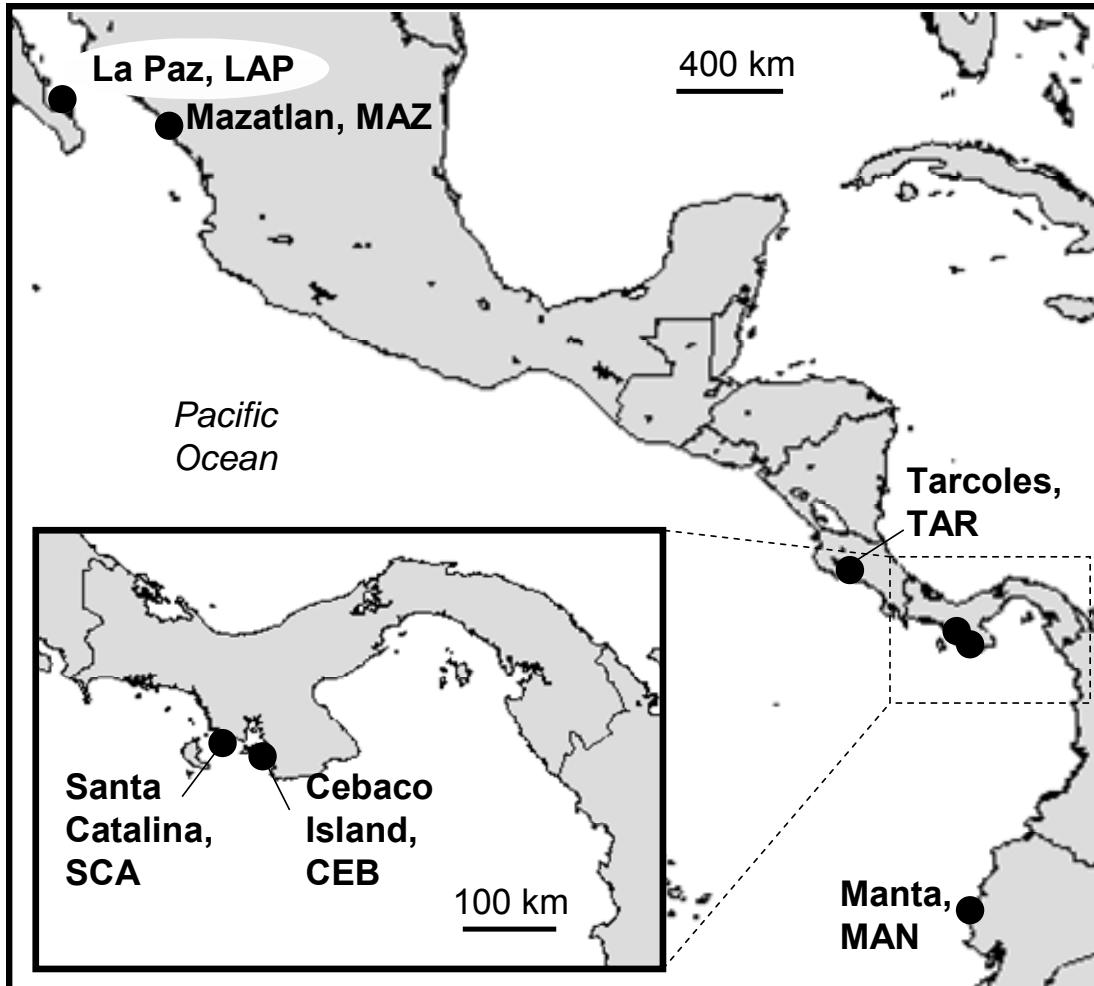 La Paz, LAP
400 km
Mazatlan, MAZ
Pacific
Ocean
Tarcoles,
TAR
Santa
Catalina,
SCA
Cebaco
Island,
CEB
100 km
Manta,
MAN